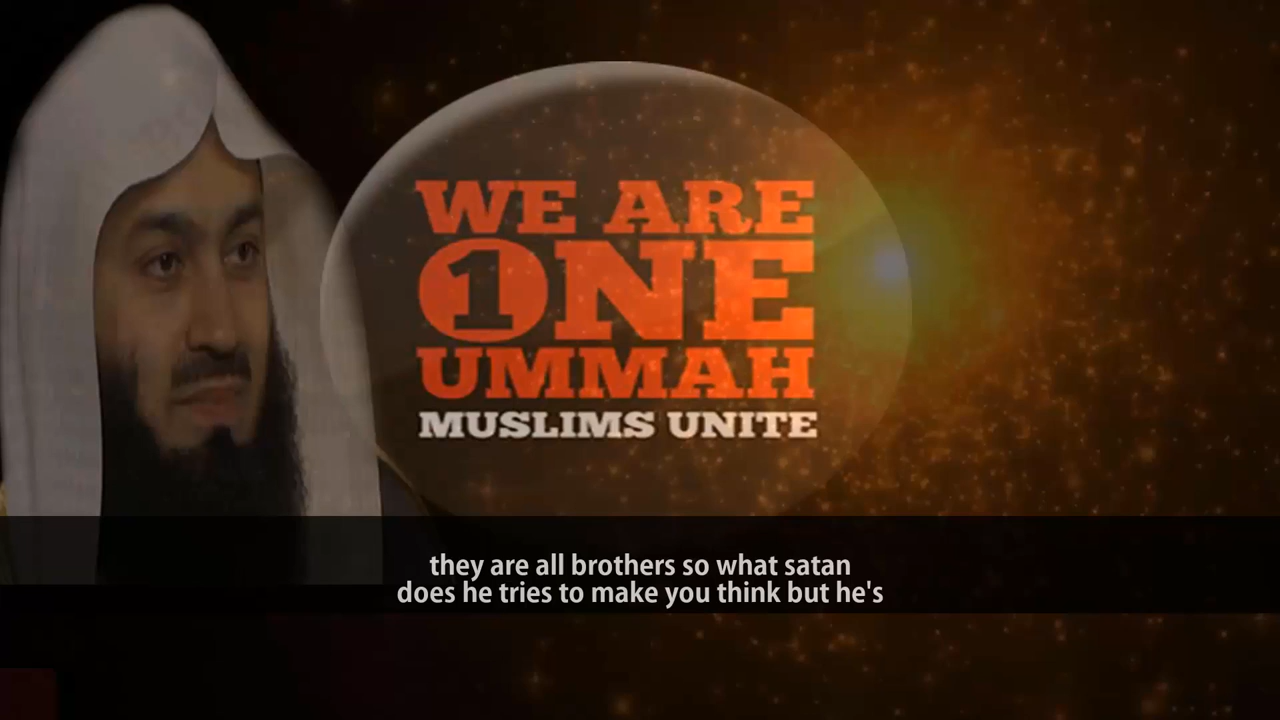 WE ARE
ONE
1
UMMAH
MUSLIMS UNITE
they are all brothers so what satan
does he tries to make you think but he's